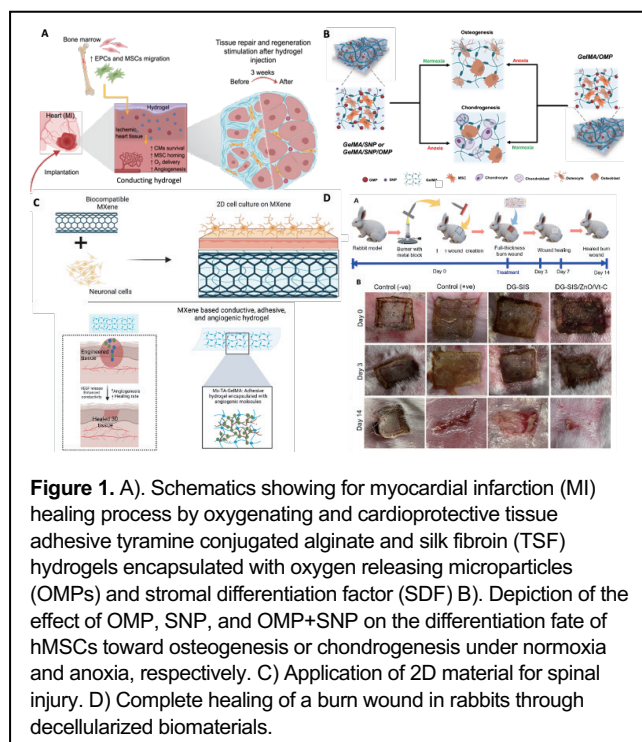 A
Bone marrow
↑ EPCs and MSCs migration
Tissue repair and regeneration
stimulation after hydrogel
injection
3 weeks
Before
After
Hydrogel
Heart (MI)
Ischemic,
heart tissue
↑ CMs survival
↑ MSC homing
↑ O₂ delivery
↑ Angiogenesis
Implantation
Conducting hydrogel
B
Osteogenesis
Normoxia
Anoxia
GelMA/OMP
GelMA/SNP or
GelMA/SNP/OMP
Chondrogenesis
Anoxia
Normoxia
OMP
SNP
GelMA
MSC
Chondrocyte
Chondroblast
Osteocyte
Osteoblast
C
Biocompatible
MXene
+
Neuronal cells
2D cell culture on MXene
MXene based conductive, adhesive,
and angiogenic hydrogel
Engineered
tissue
Enhanced
conductivity
↑Angiogenesis
↑ Healing rate
Healed 3D
tissue
Mx-TA-GelMA: Adhesive
hydrogel encapsulated with
angiogenic molecules
D
A
Rabbit model
Burner with
metal block
wound creation
Full-thickness
burn wound
Wound healing
Healed burn
wound
Day 0
Treatment
Day 3
Day 7
Day 14
B
Control (-ve)
Control (+ve)
DG-SIS
DG-SIS/ZnO/Vt-C
Day 0
Day 3
Day 14
Figure 1. A). Schematics showing for myocardial infarction (MI)
healing process by oxygenating and cardioprotective tissue
adhesive tyramine conjugated alginate and silk fibroin (TSF)
hydrogels encapsulated with oxygen releasing microparticles
(OMPs) and stromal differentiation factor (SDF) B). Depiction of the
effect of OMP, SNP, and OMP+SNP on the differentiation fate of
hMSCs toward osteogenesis or chondrogenesis under normoxia
and anoxia, respectively. C) Application of 2D material for spinal
injury. D) Complete healing of a burn wound in rabbits through
decellularized biomaterials.